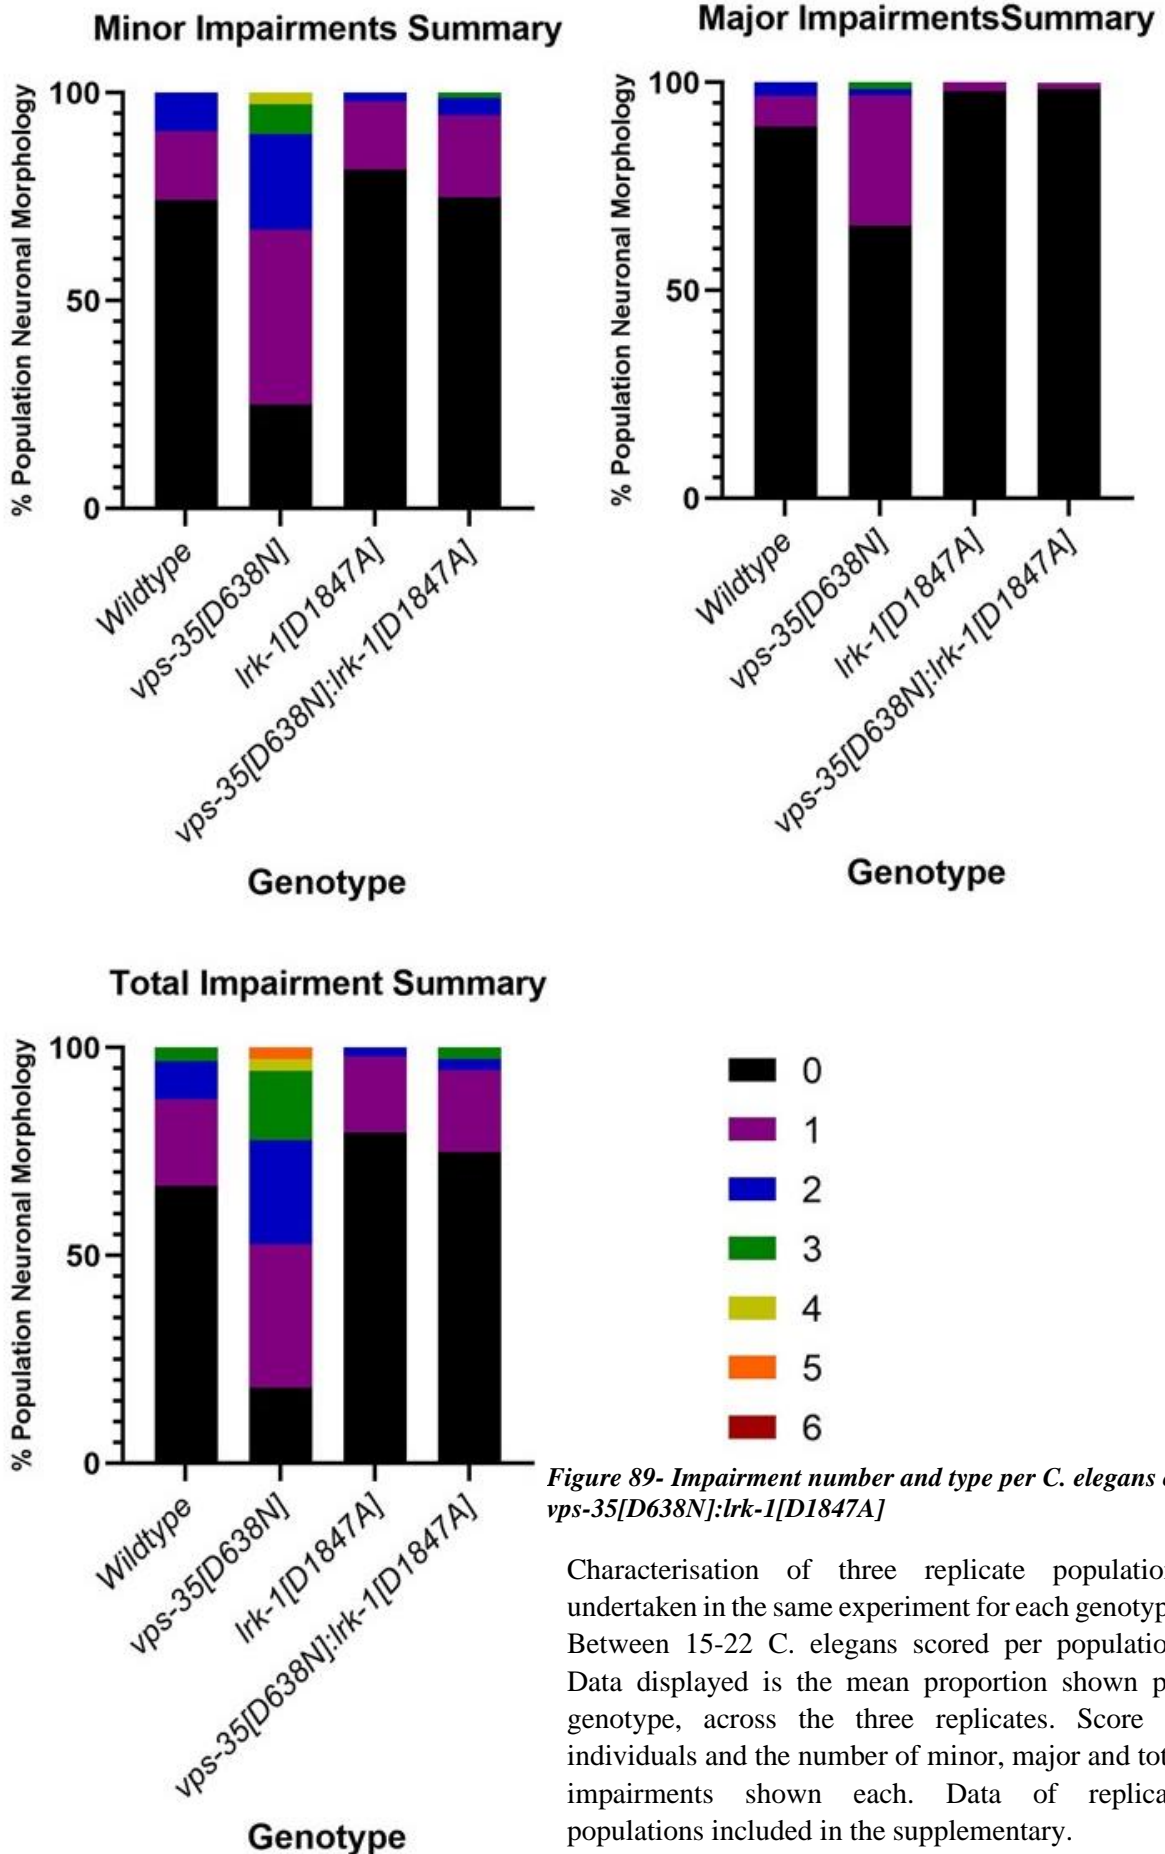 Minor Impairments Summary
% Population Neuronal Morphology
100
50
0
Wildtype
vps-35[D638N]
lrk-1[D1847A]
vps-35[D638N]:lrk-1[D1847A]
Genotype
Major ImpairmentsSummary
% Population Neuronal Morphology
100
50
0
Wildtype
vps-35[D638N]
lrk-1[D1847A]
vps-35[D638N]:lrk-1[D1847A]
Genotype
Total Impairment Summary
% Population Neuronal Morphology
100
50
0
Wildtype
vps-35[D638N]
lrk-1[D1847A]
vps-35[D638N]:lrk-1[D1847A]
Genotype
0
1
2
3
4
5
6
Figure 89- Impairment number and type per C. elegans
vps-35[D638N]:lrk-1[D1847A]
Characterisation of three replicate population
undertaken in the same experiment for each genotyp
Between 15-22 C. elegans scored per populatio
Data displayed is the mean proportion shown p
genotype, across the three replicates. Score
individuals and the number of minor, major and tot
impairments shown each. Data of replica
populations included in the supplementary.